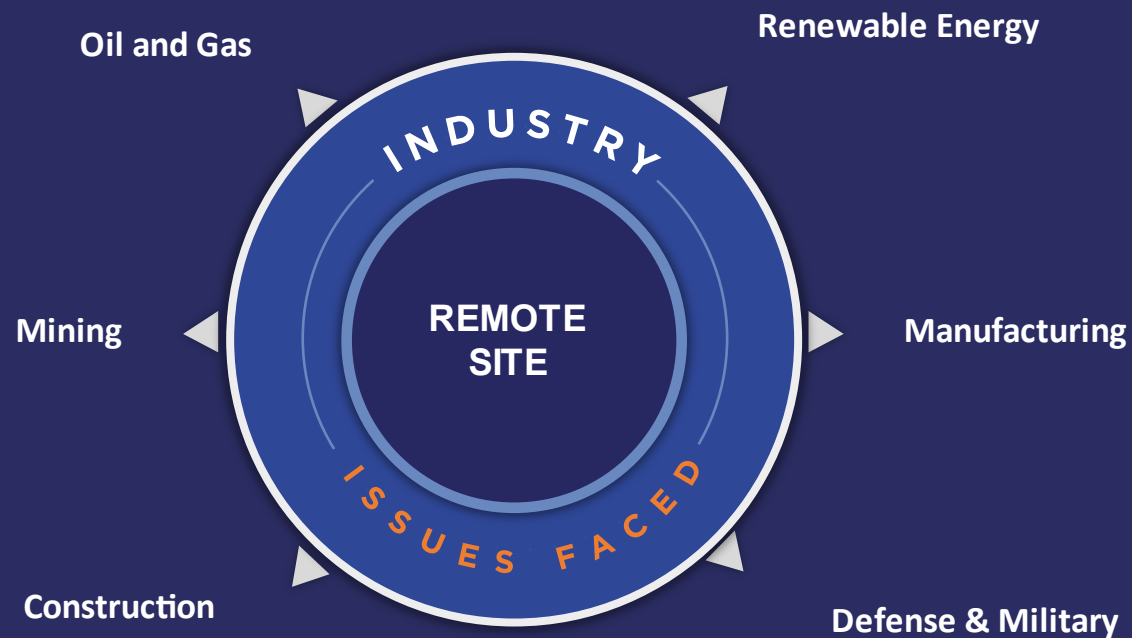 Oil and Gas
Renewable Energy
INDUSTRY
Mining
REMOTE
SITE
Manufacturing
ISSUES FACED
Construction
Defense & Military